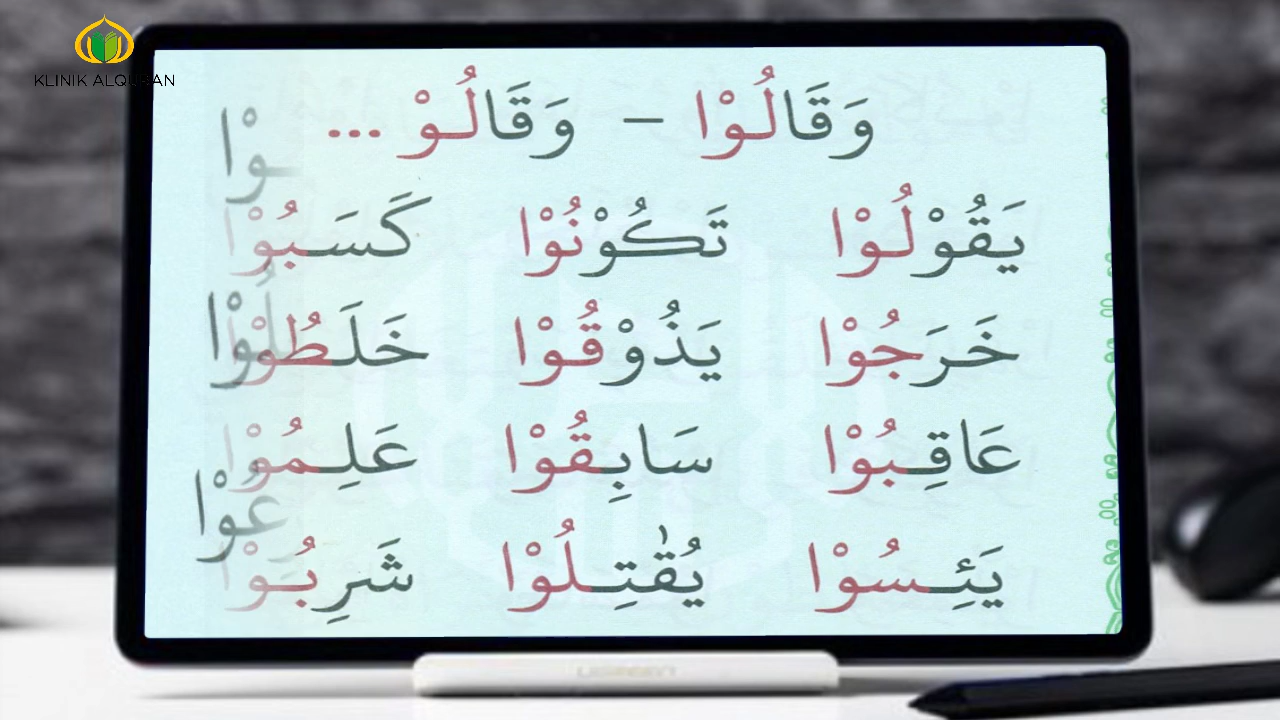 KLINIK ALQURAN
وَقَالُوْا – وَقَالُوْ ...
يَقُوْلُوْا تَكُوْنُوْا كَسَبُوْا
خَرَجُوْا يَذُوْقُوْا خَلَطُوْا
عَاقِبُوْا سَابِقُوْا عَلِمُوْا
يَئِسُوْا يُقٰتِلُوْا شَرِبُوْا